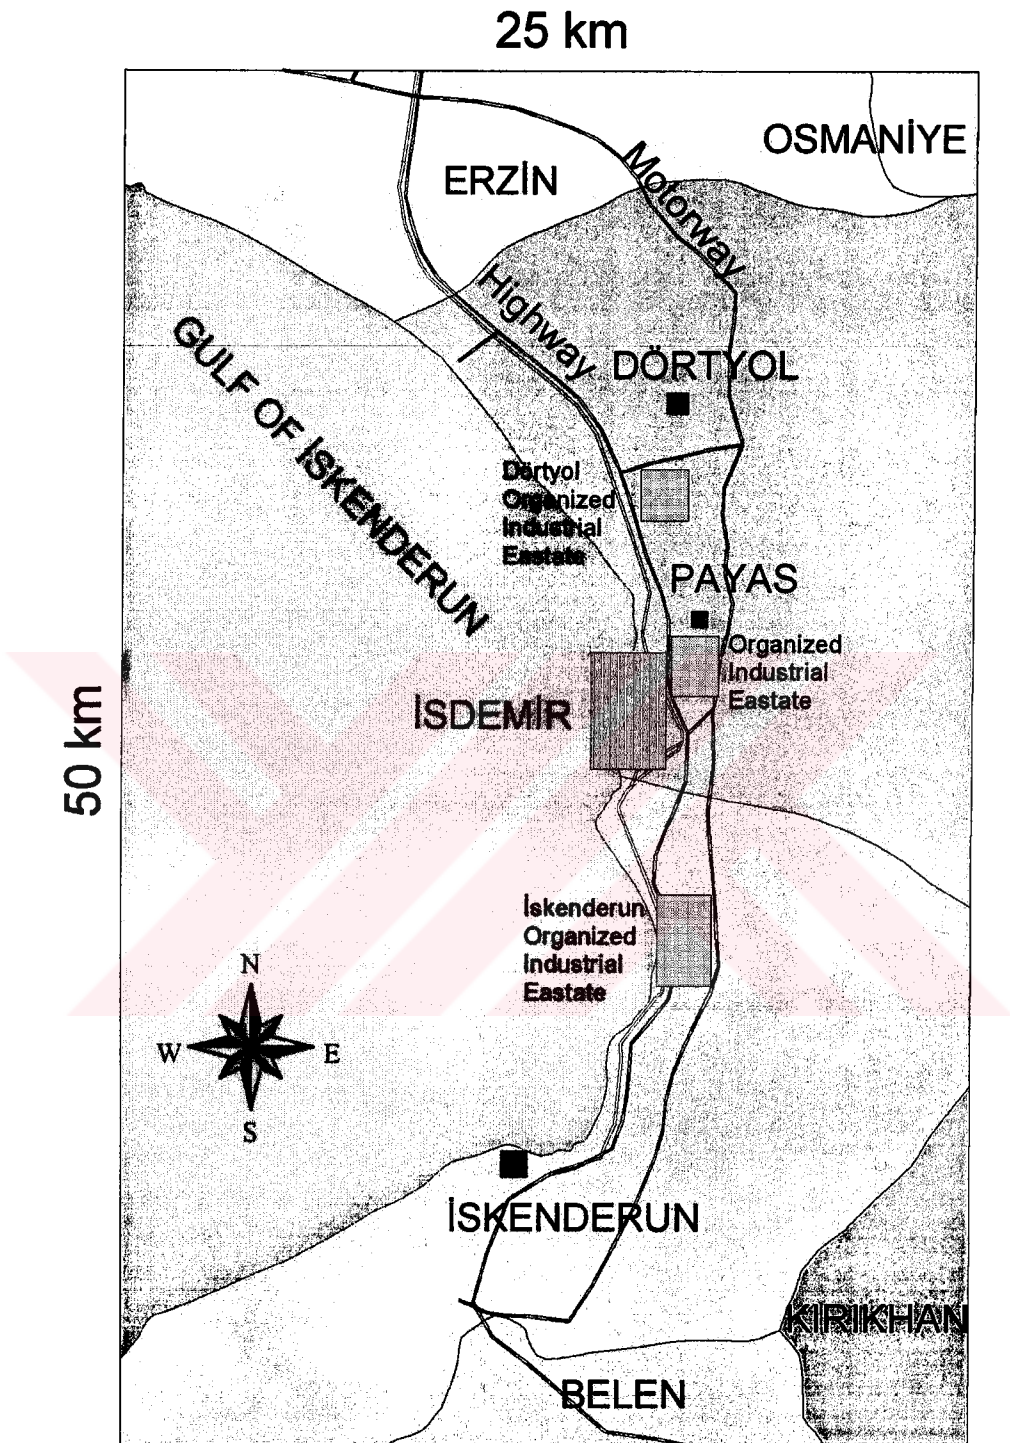 25 km
OSMANİYE
ERZİN
Motorway
Highway
GULF OF İSKENDERUN
DÖRTYOL
Dörtyol
Organized
Industrial
Eastate
PAYAS
Organized
Industrial
Eastate
İSDEMİR
50 km
İskenderun
Organized
Industrial
Eastate
N
W
E
S
İSKENDERUN
KIRIKHAN
BELEN